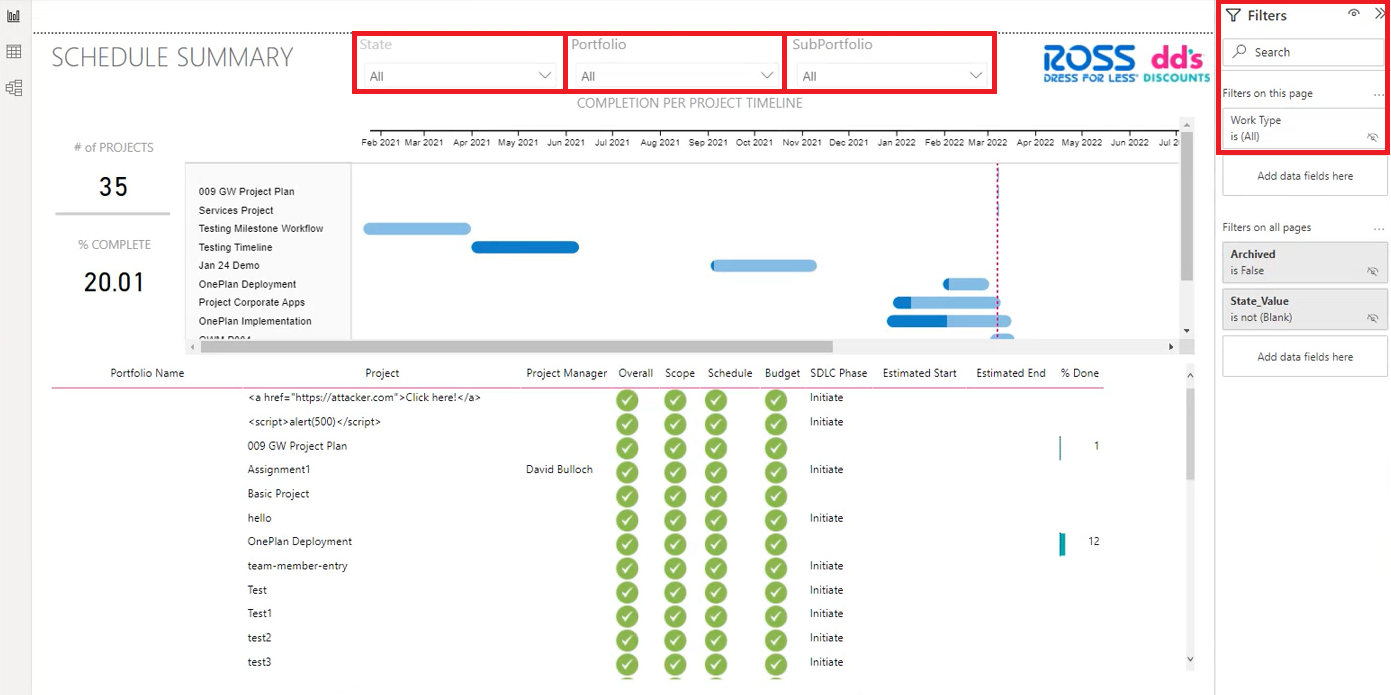 SCHEDULE SUMMARY
State
All
Portfolio
All
SubPortfolio
All
ROSS
DRESS FOR LESS®
dd's
DISCOUNTS
COMPLETION PER PROJECT TIMELINE
# of PROJECTS
35
% COMPLETE
20.01
Feb 2021 Mar 2021 Apr 2021 May 2021 Jun 2021 Jul 2021 Aug 2021 Sep 2021 Oct 2021 Nov 2021 Dec 2021 Jan 2022 Feb 2022 Mar 2022 Apr 2022 May 2022 Jun 2022
009 GW Project Plan
Services Project
Testing Milestone Workflow
Testing Timeline
Jan 24 Demo
OnePlan Deployment
Project Corporate Apps
OnePlan Implementation
Portfolio Name Project Project Manager Overall Scope Schedule Budget SDLC Phase Estimated Start Estimated End % Done
<a href="https://attacker.com">Click here!</a> Initiate
<script>alert(500)</script> Initiate
009 GW Project Plan 1
Assignment1 David Bulloch Initiate
Basic Project
hello Initiate
OnePlan Deployment 12
team-member-entry Initiate
Test Initiate
Test1 Initiate
test2 Initiate
test3 Initiate
Filters
Search
Filters on this page
Work Type
is (All)
Add data fields here
Filters on all pages
Archived
is False
State_Value
is not (Blank)
Add data fields here